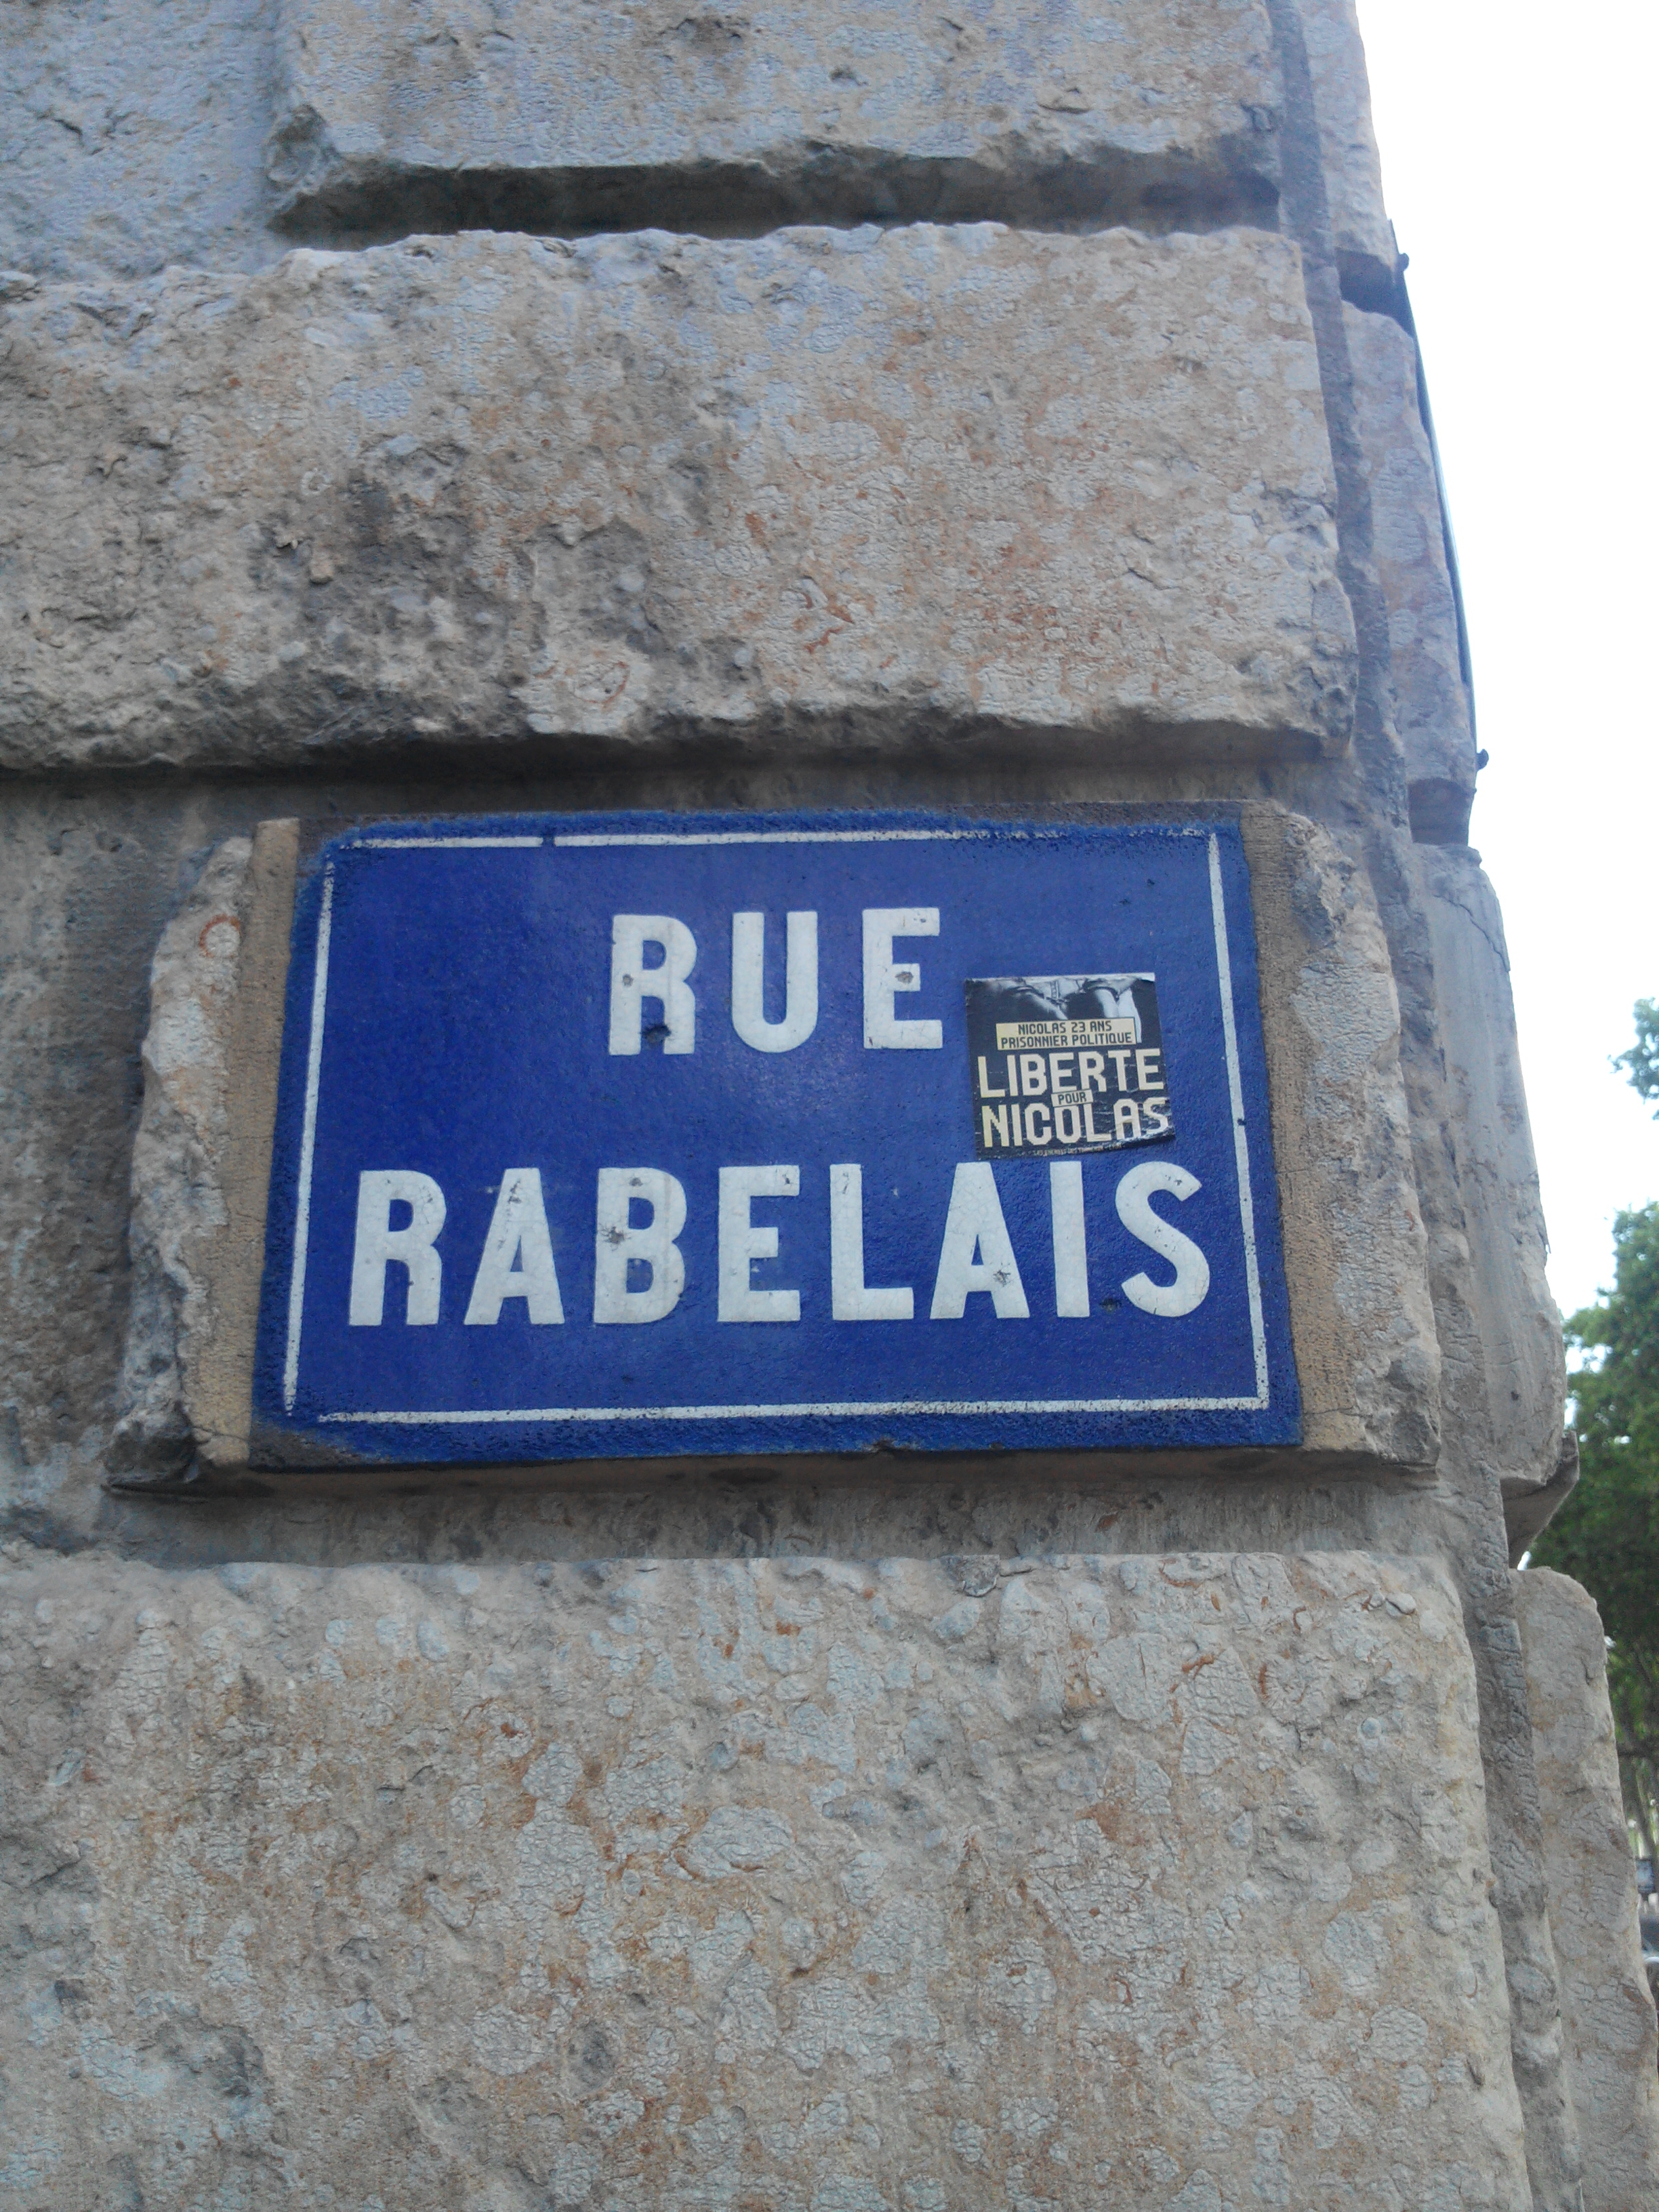 RUE
NICOLAS 23 ANS
PRISONNIER POLITIQUE
LIBERTE
POUR
NICOLAS
RABELAIS